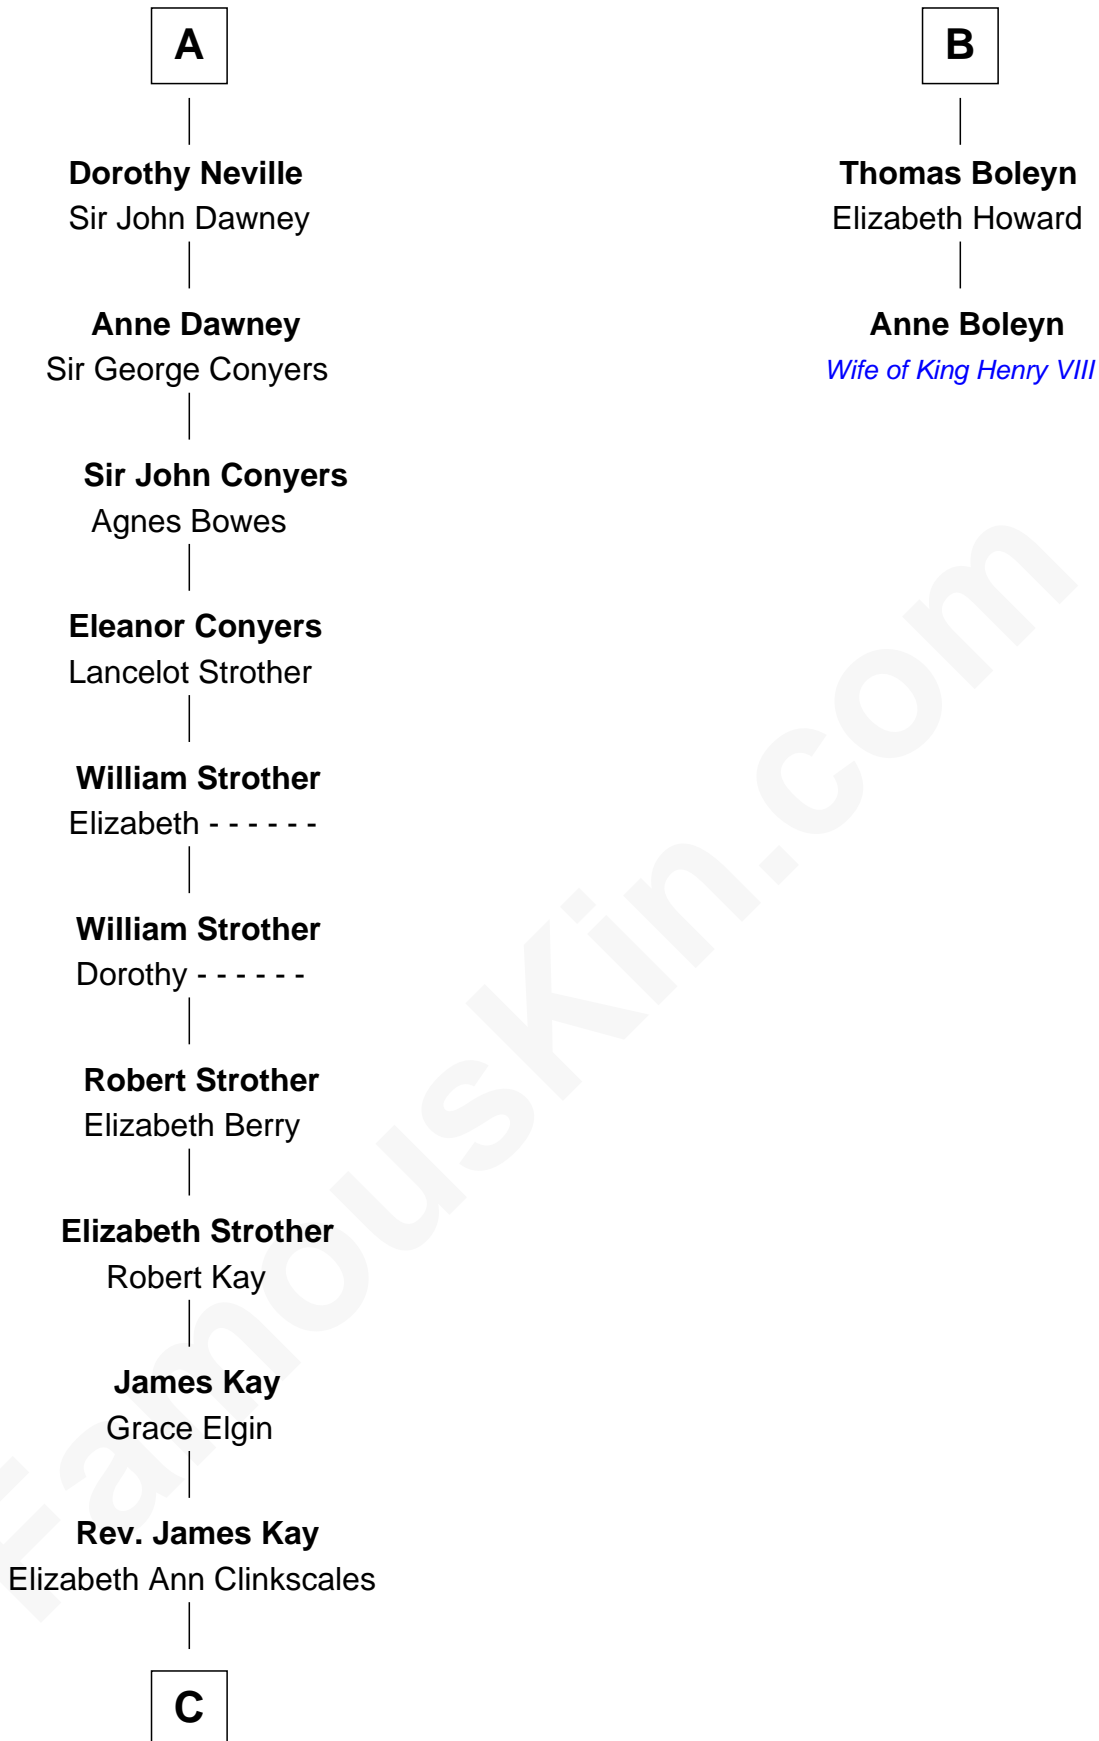 A
B
Dorothy Neville
Sir John Dawney
Thomas Boleyn
Elizabeth Howard
Anne Dawney
Sir George Conyers
Anne Boleyn
Wife of King Henry VIII
Sir John Conyers
Agnes Bowes
Eleanor Conyers
Lancelot Strother
William Strother
Elizabeth - - - - - -
William Strother
Dorothy - - - - - -
Robert Strother
Elizabeth Berry
Elizabeth Strother
Robert Kay
James Kay
Grace Elgin
Rev. James Kay
Elizabeth Ann Clinkscales
C
FamousKin.com